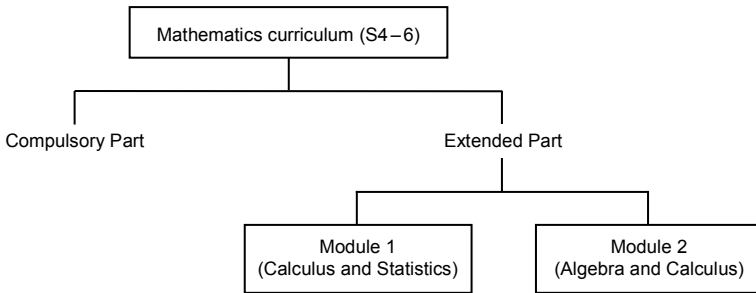 Mathematics curriculum (S4–6)
Compulsory Part
Extended Part
Module 1
(Calculus and Statistics)
Module 2
(Algebra and Calculus)